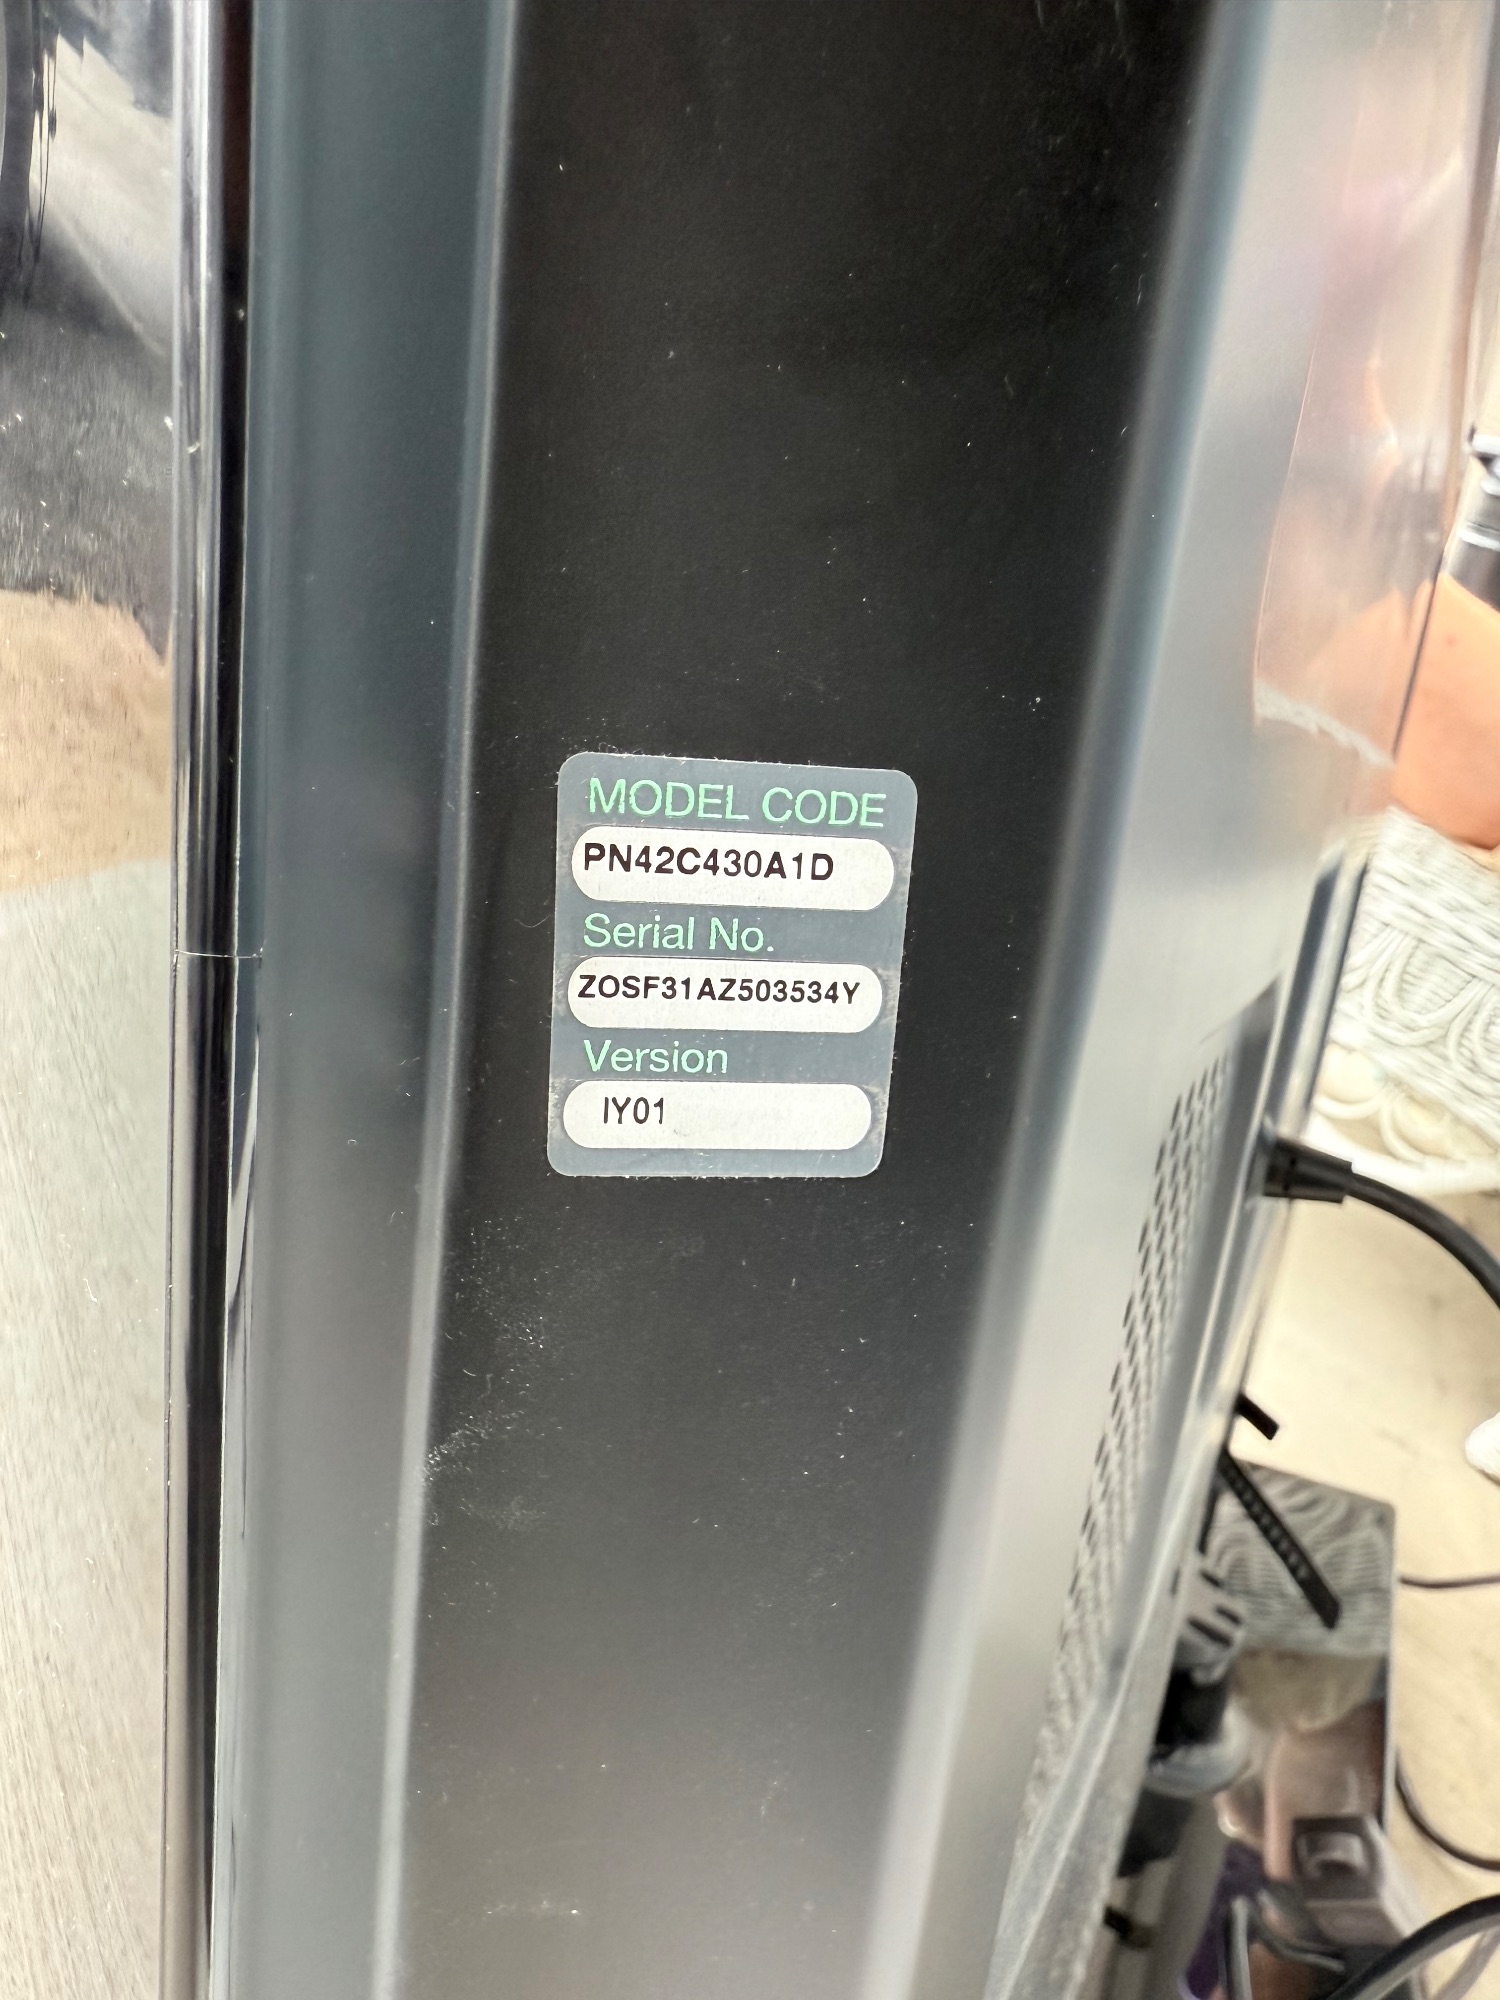 MODEL CODE
PN42C430A1D
Serial No.
ZOSF31AZ503534Y
Version
IY01